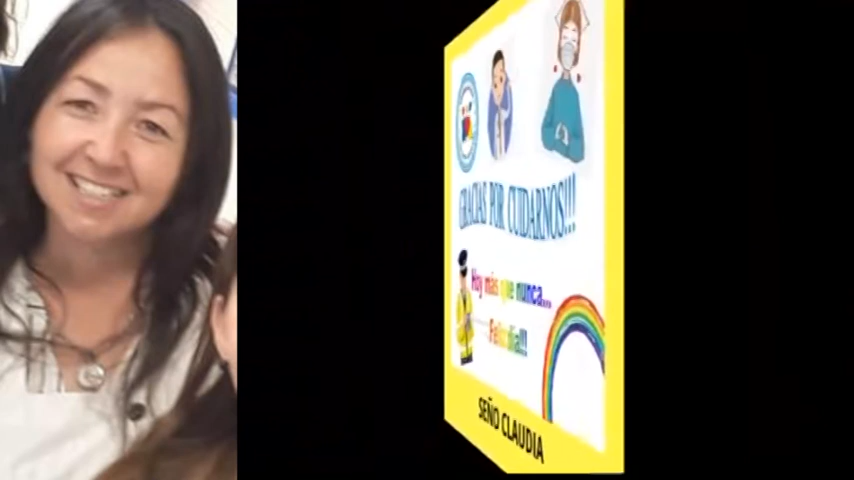 GRACIAS POR CUIDARNOS!!!
Hoy más que nunca...
Feliz día!!!
SEÑO CLAUDIA